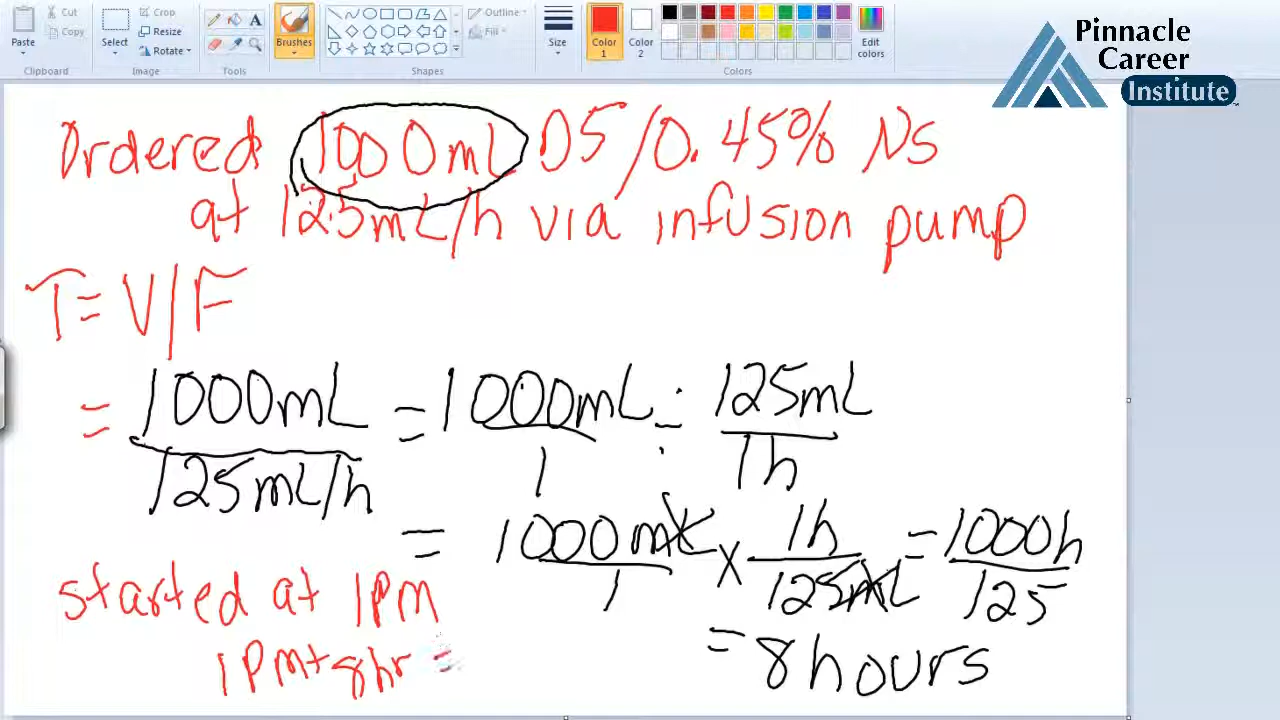 Cut
Copy
Paste
Clipboard
Crop
Resize
Rotate
Select
Image
A
Tools
Brushes
Outline
Fill
Shapes
Size
Color 1
Color 2
Edit colors
Colors
Pinnacle
Career
Institute
Ordered 1000mL D5/0.45% NS
at 125mL/h via infusion pump
T = V/F
= 1000mL / 125mL/h = 1000mL / 1 ÷ 125mL / 1h
= 1000mL / 1 x 1h / 125mL = 1000h / 125
started at 1PM
= 8 hours
1PM + 8hr =